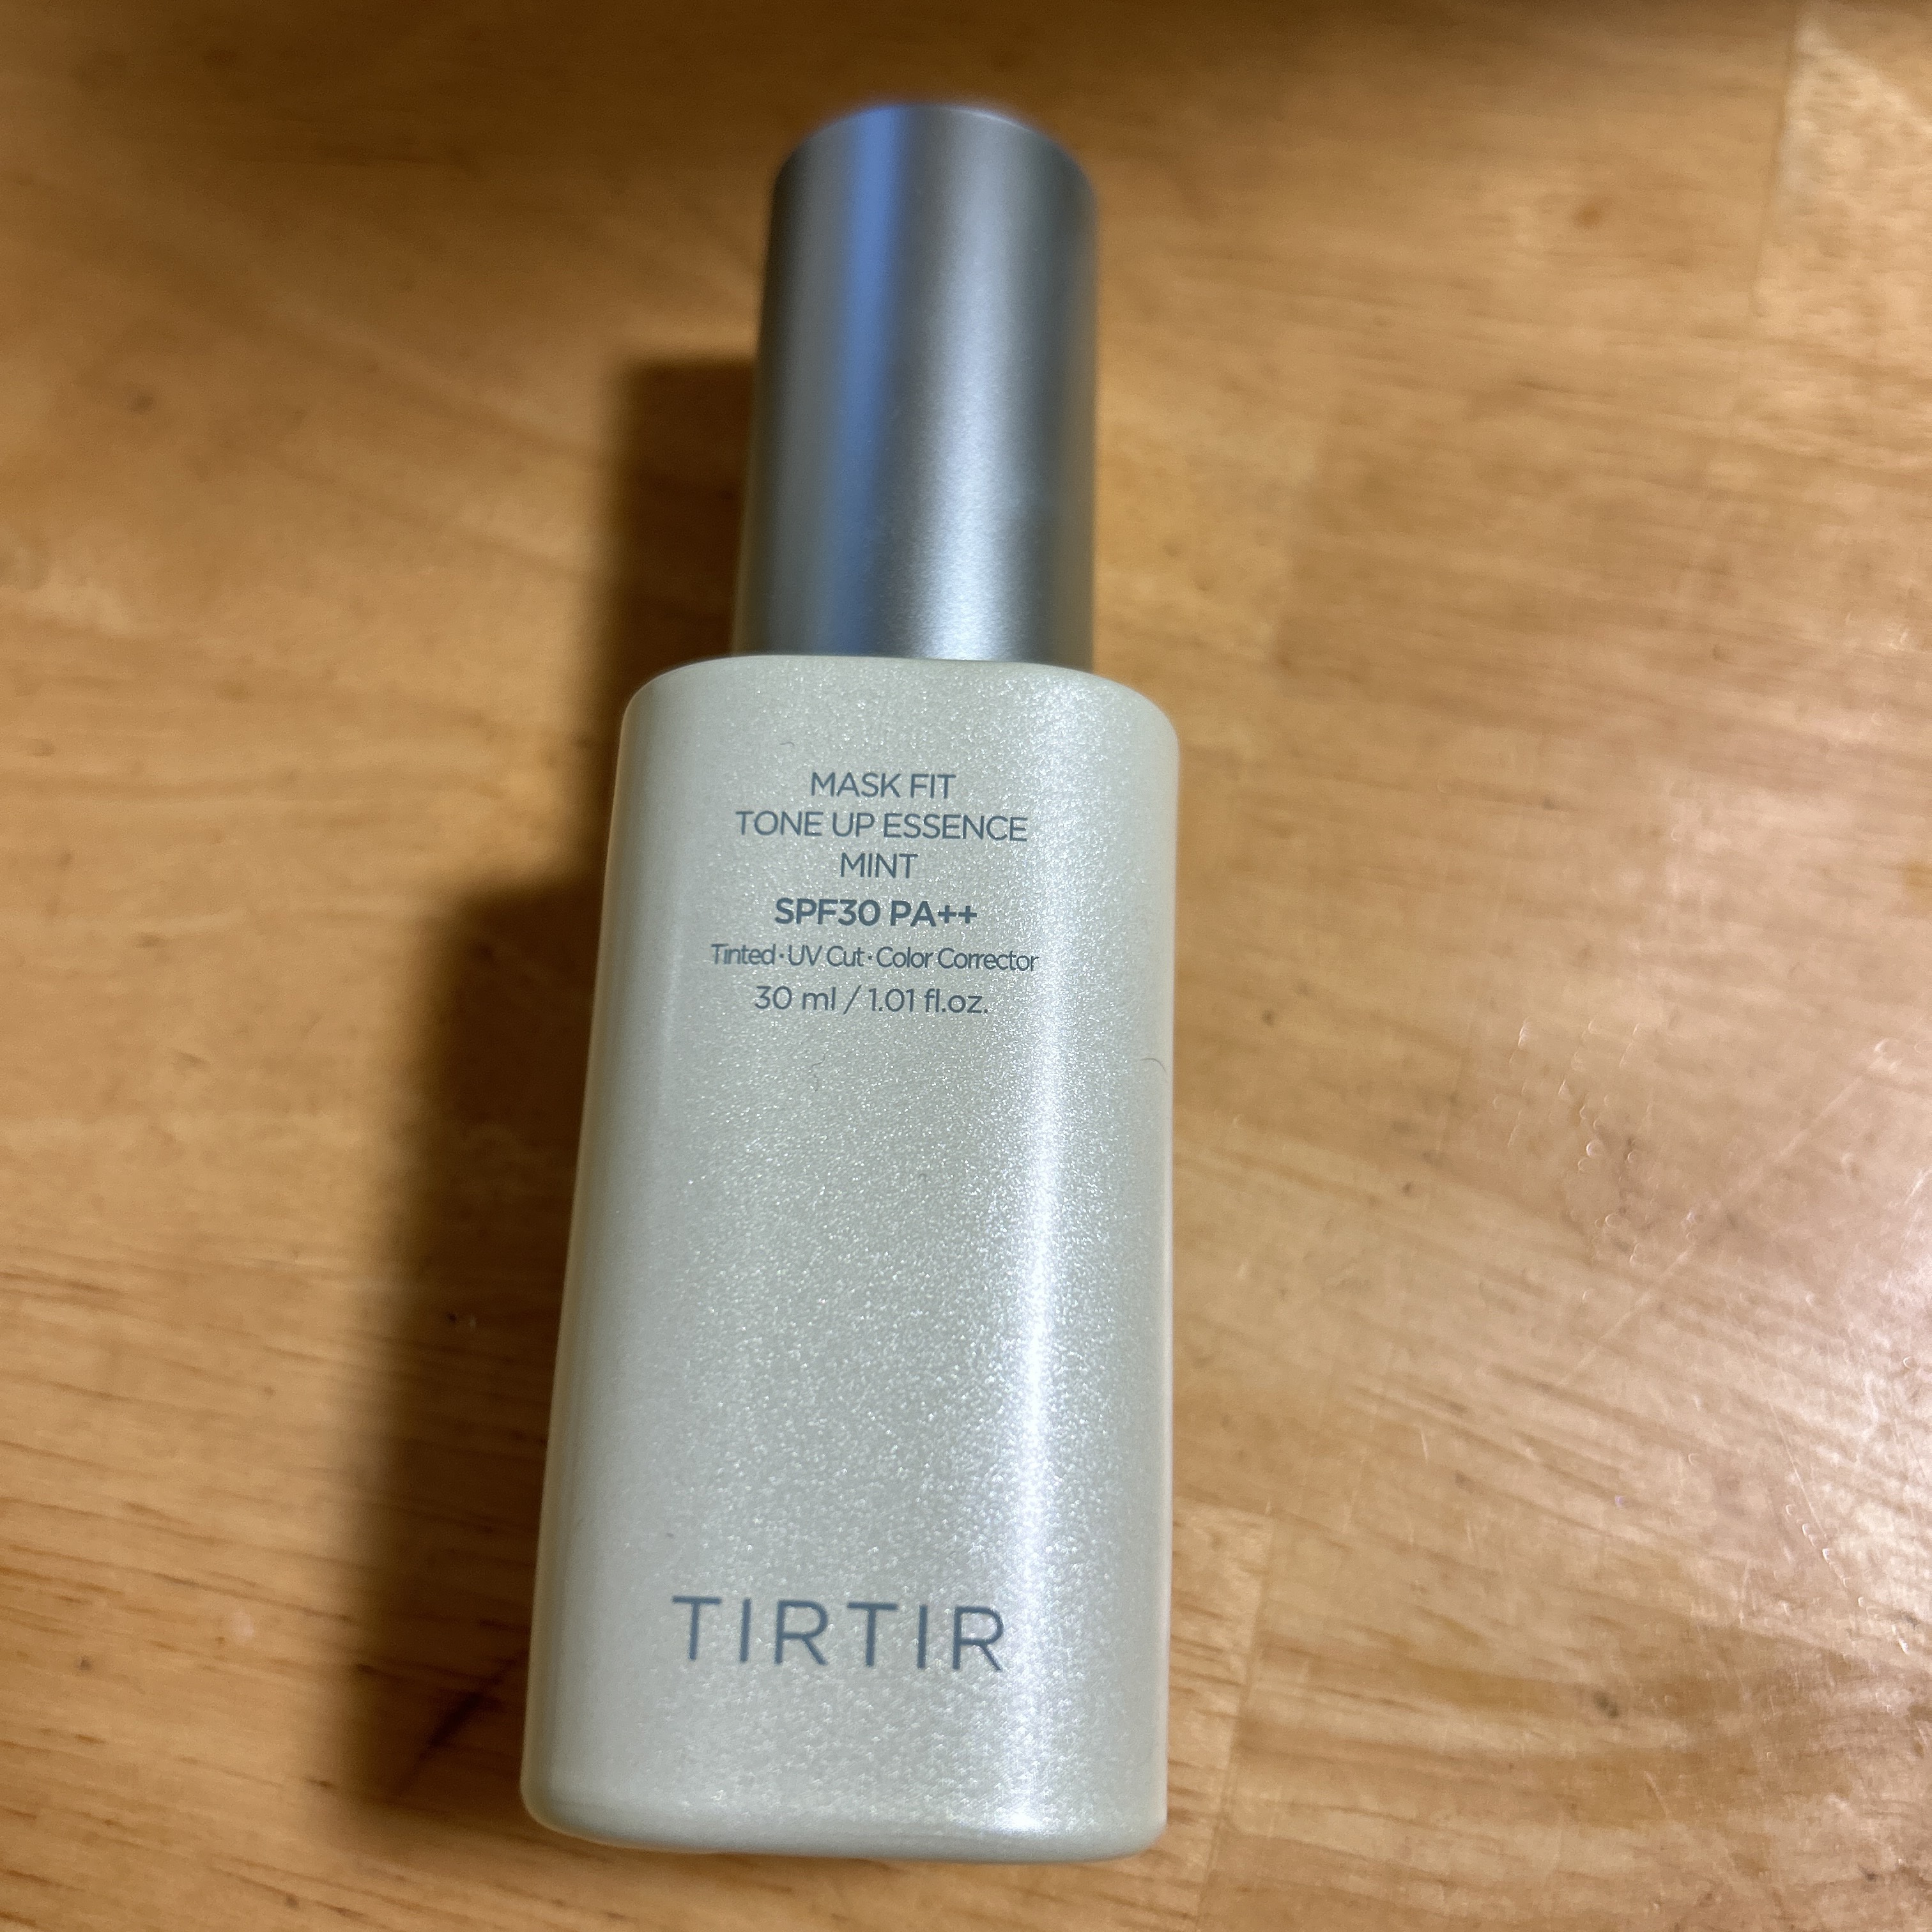 MASK FIT
TONE UP ESSENCE
MINT
SPF30 PA++
Tinted·UV Cut·Color Corrector
30 ml / 1.01 fl.oz.
TIRTIR